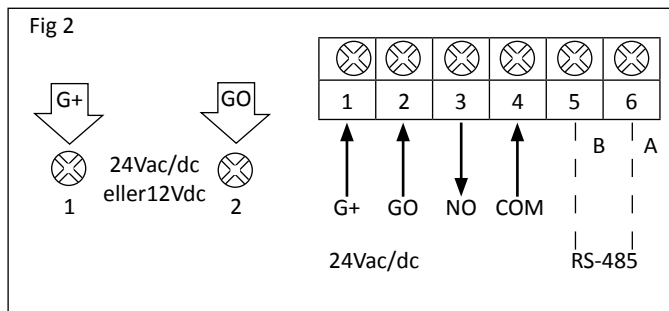 Fig 2
G+
GO
24Vac/dc
eller12Vdc
1
2
1 2 3 4 5 6
B A
G+ GO NO COM
24Vac/dc
RS-485